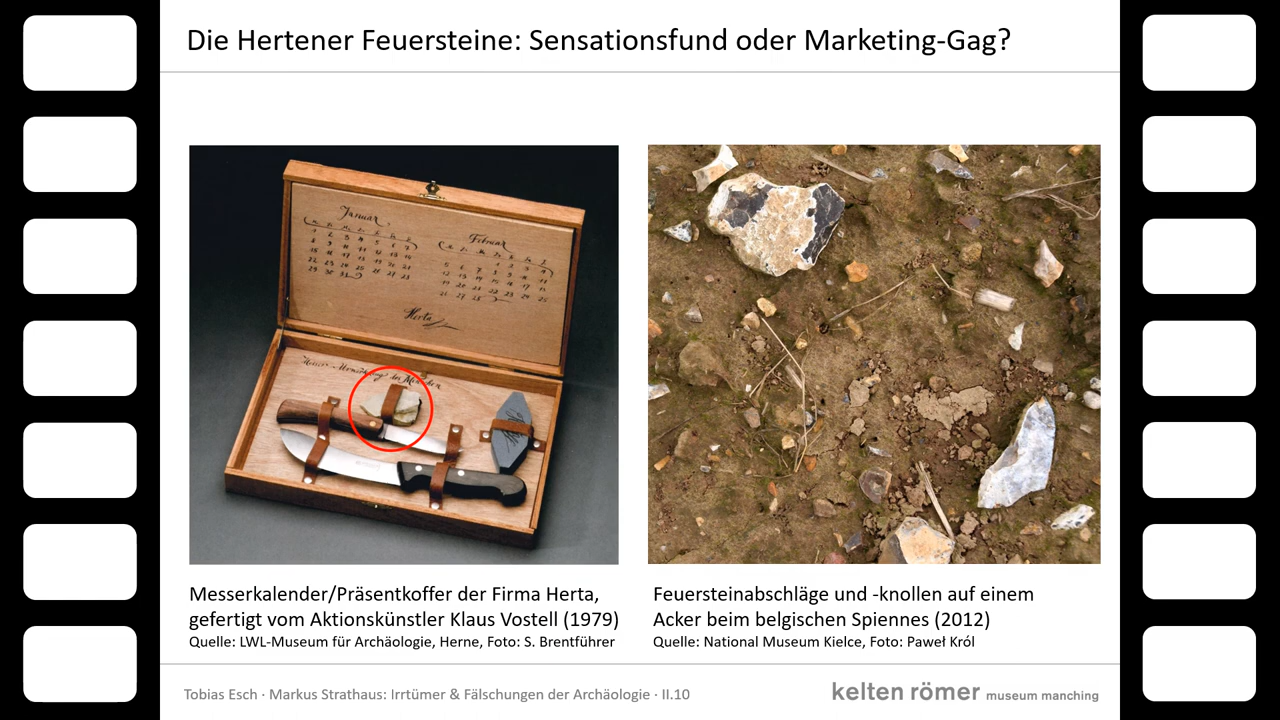 Die Hertener Feuersteine: Sensationsfund oder Marketing-Gag?
Januar
Februar
Herta
Messerkalender/Präsentkoffer der Firma Herta,
gefertigt vom Aktionskünstler Klaus Vostell (1979)
Quelle: LWL-Museum für Archäologie, Herne, Foto: S. Brentführer
Feuersteinabschläge und -knollen auf einem
Acker beim belgischen Spiennes (2012)
Quelle: National Museum Kielce, Foto: Paweł Król
Tobias Esch · Markus Strathaus: Irrtümer & Fälschungen der Archäologie · II.10
kelten römer museum manching